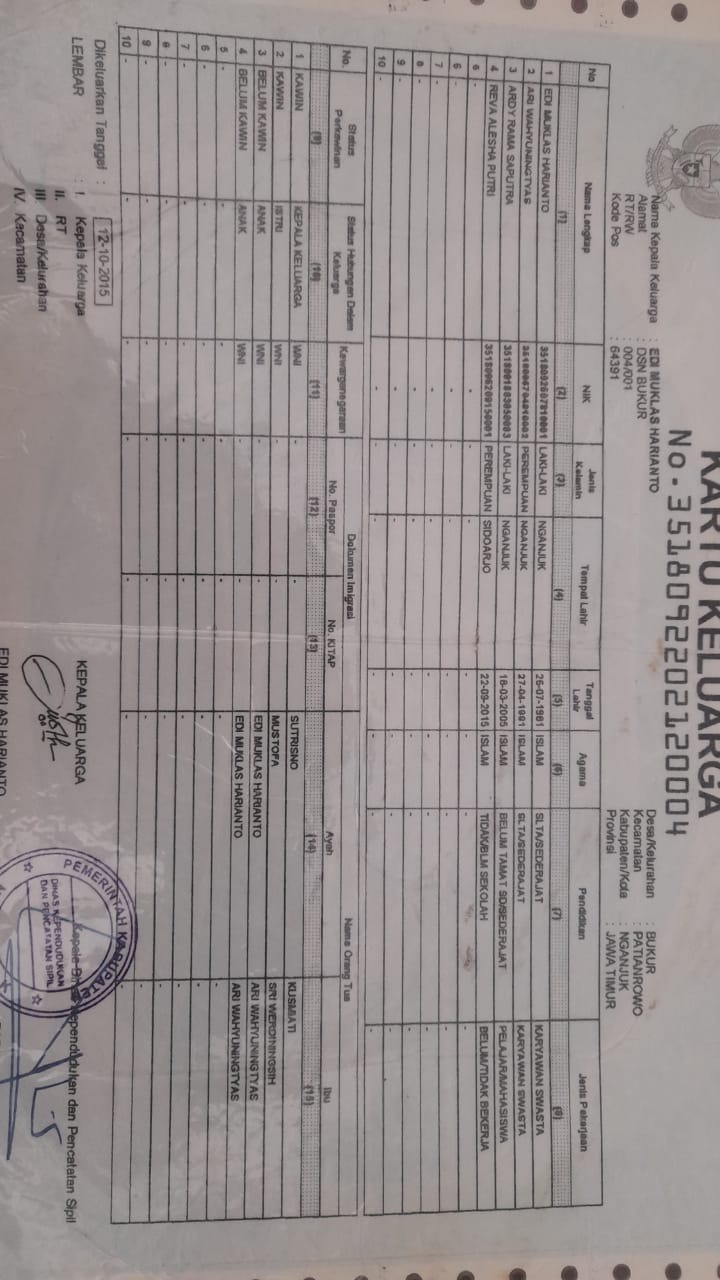 KARTU KELUARGA
No. 3518092202120004
Nama Kepala Keluarga : EDI MUKLAS HARIANTO
Alamat : DSN BUKUR
RT/RW : 004/001
Kode Pos : 64391
Desa/Kelurahan : BUKUR
Kecamatan : PATIANROWO
Kabupaten/Kota : NGANJUK
Provinsi : JAWA TIMUR
No Nama Lengkap NIK Jenis Kelamin Tempat Lahir Tanggal Lahir Agama Pendidikan Jenis Pekerjaan
(1) (2) (3) (4) (5) (6) (7) (8)
1 EDI MUKLAS HARIANTO 3518092607810001 LAKI-LAKI NGANJUK 26-07-1981 ISLAM SLTA/SEDERAJAT KARYAWAN SWASTA
2 ARI WAHYUNINGTYAS 3518096704810002 PEREMPUAN NGANJUK 27-04-1981 ISLAM SLTA/SEDERAJAT KARYAWAN SWASTA
3 ARDY RAMA SAPUTRA 3518091803050003 LAKI-LAKI NGANJUK 18-03-2005 ISLAM BELUM TAMAT SD/SEDERAJAT PELAJAR/MAHASISWA
4 REVA ALESHA PUTRI 3518096209150001 PEREMPUAN SIDOARJO 22-09-2015 ISLAM TIDAK/BLM SEKOLAH BELUM/TIDAK BEKERJA
5 - - - - - - - -
6 - - - - - - - -
7 - - - - - - - -
8 - - - - - - - -
9 - - - - - - - -
10 - - - - - - - -
No. Status Perkawinan Status Hubungan Dalam Keluarga Kewarganegaraan Dokumen Imigrasi Nama Orang Tua
No. Paspor No. KITAP Ayah Ibu
(9) (10) (11) (12) (13) (14) (15)
1 KAWIN KEPALA KELUARGA WNI - - SUTRISNO KUSMIATI
2 KAWIN ISTRI WNI - - MUSTOFA SRI WERDININGSIH
3 BELUM KAWIN ANAK WNI - - EDI MUKLAS HARIANTO ARI WAHYUNINGTYAS
4 BELUM KAWIN ANAK WNI - - EDI MUKLAS HARIANTO ARI WAHYUNINGTYAS
5 - - - - - - -
6 - - - - - - -
7 - - - - - - -
8 - - - - - - -
9 - - - - - - -
10 - - - - - - -
Dikeluarkan Tanggal : 12-10-2015
LEMBAR : I. Kepala Keluarga
II. RT
III. Desa/Kelurahan
IV. Kecamatan
KEPALA KELUARGA
EDI MUKLAS HARIANTO
Kepala Dinas Kependudukan dan Pencatatan Sipil
PEMERINTAH KABUPATEN
DINAS KEPENDUDUKAN
DAN PENCATATAN SIPIL